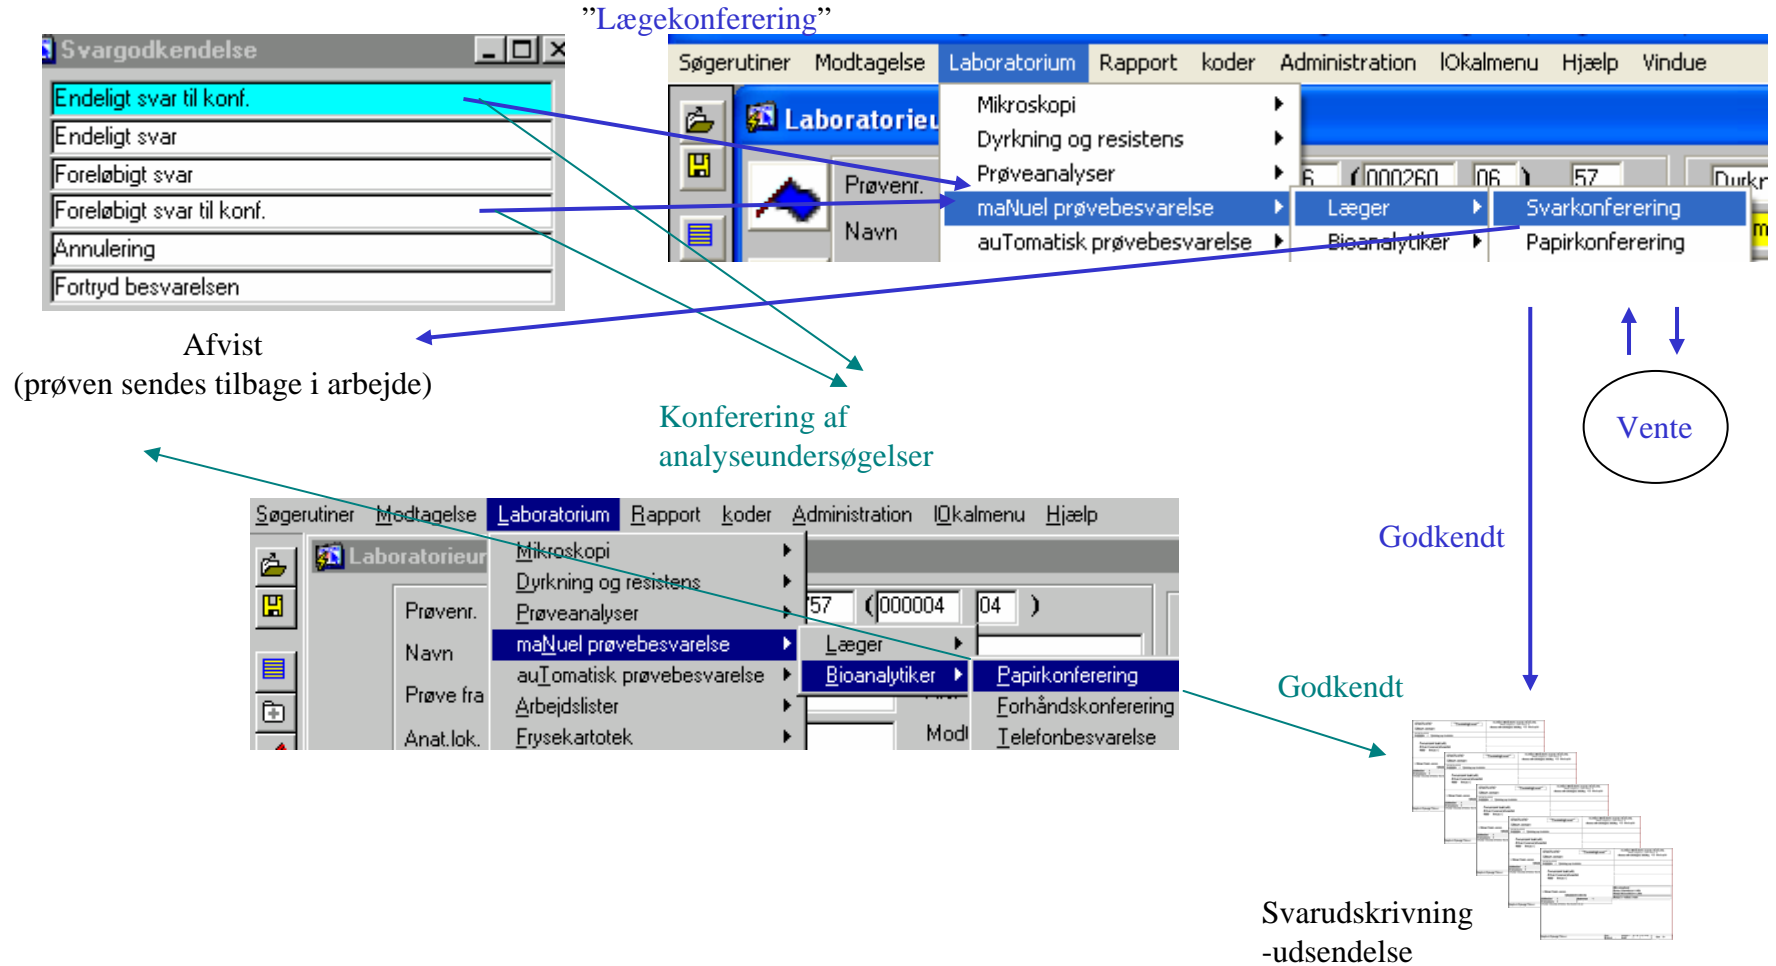 ”Lægekonferering”
Svargodkendelse
Endeligt svar til konf.
Endeligt svar
Foreløbigt svar
Foreløbigt svar til konf.
Annulering
Fortryd besvarelsen
Søgerutiner Modtagelse Laboratorium Rapport koder Administration lOkalmenu Hjælp Vindue
Mikroskopi
Dyrkning og resistens
Prøveanalyser
maNuel prøvebesvarelse
auTomatisk prøvebesvarelse
Læger
Bioanalytiker
Svarkonferering
Papirkonferering
Prøvenr.
6 (000260 06 ) 57
Navn
Afvist
(prøven sendes tilbage i arbejde)
Konferering af
analyseundersøgelser
Vente
Godkendt
Søgerutiner Modtagelse Laboratorium Rapport koder Administration lOkalmenu Hjælp
Mikroskopi
Dyrkning og resistens
Prøveanalyser
maNuel prøvebesvarelse
auTomatisk prøvebesvarelse
Arbejdslister
Frysekartotek
Læger
Bioanalytiker
Papirkonferering
Forhåndskonferering
Telefonbesvarelse
Prøvenr.
57 (000004 04 )
Navn
Prøve fra
Anat.lok.
Godkendt
Svarudskrivning
-udsendelse